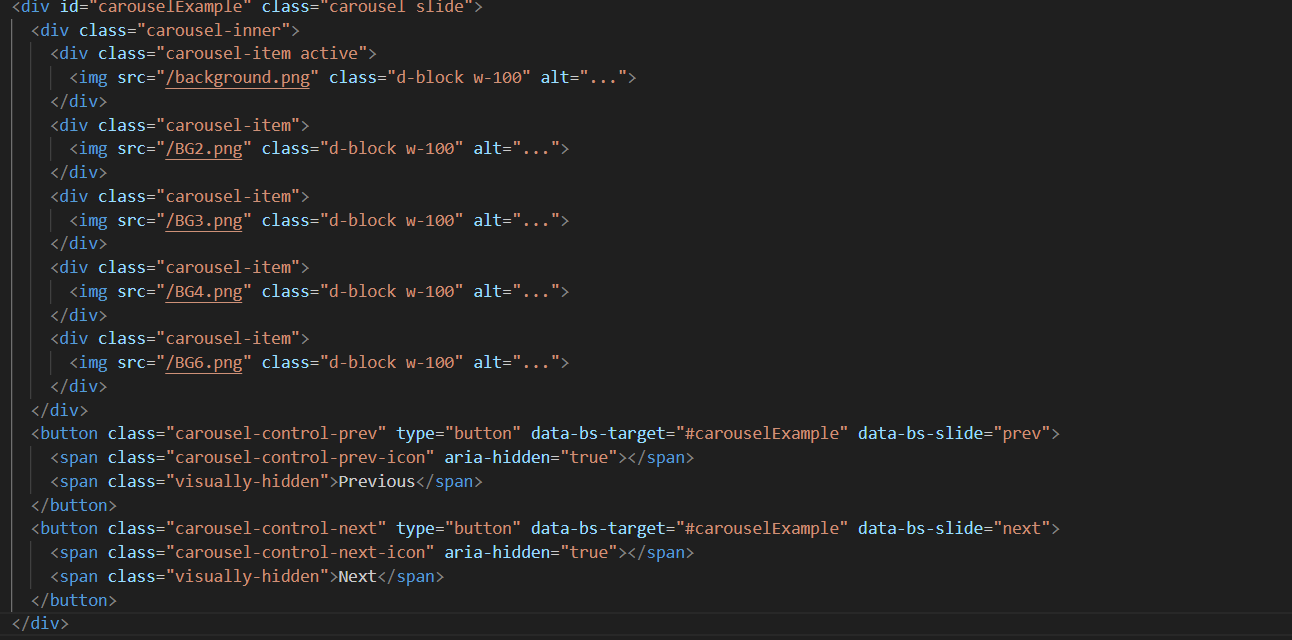 <div id="carouselExample" class="carousel slide">
<div class="carousel-inner">
<div class="carousel-item active">
<img src="/background.png" class="d-block w-100" alt="...">
</div>
<div class="carousel-item">
<img src="/BG2.png" class="d-block w-100" alt="...">
</div>
<div class="carousel-item">
<img src="/BG3.png" class="d-block w-100" alt="...">
</div>
<div class="carousel-item">
<img src="/BG4.png" class="d-block w-100" alt="...">
</div>
<div class="carousel-item">
<img src="/BG6.png" class="d-block w-100" alt="...">
</div>
</div>
<button class="carousel-control-prev" type="button" data-bs-target="#carouselExample" data-bs-slide="prev">
<span class="carousel-control-prev-icon" aria-hidden="true"></span>
<span class="visually-hidden">Previous</span>
</button>
<button class="carousel-control-next" type="button" data-bs-target="#carouselExample" data-bs-slide="next">
<span class="carousel-control-next-icon" aria-hidden="true"></span>
<span class="visually-hidden">Next</span>
</button>
</div>